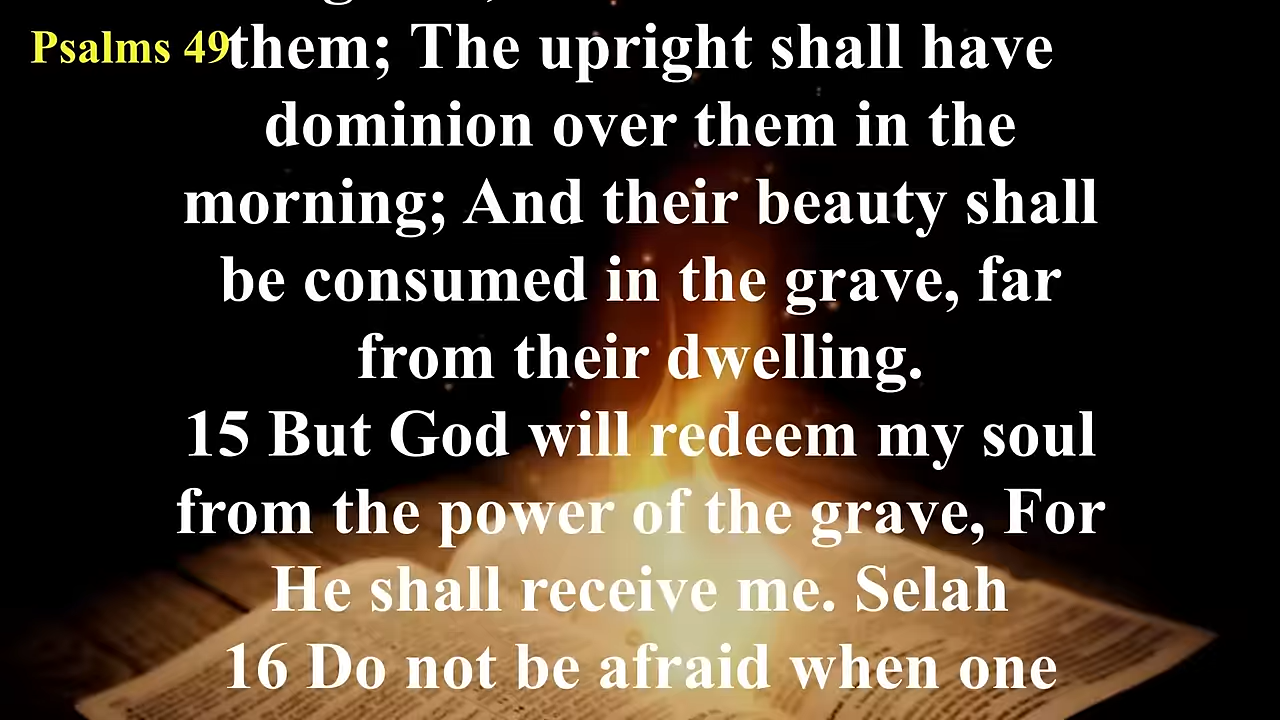 Psalms 49
them; The upright shall have
dominion over them in the
morning; And their beauty shall
be consumed in the grave, far
from their dwelling.
15 But God will redeem my soul
from the power of the grave, For
He shall receive me. Selah
16 Do not be afraid when one